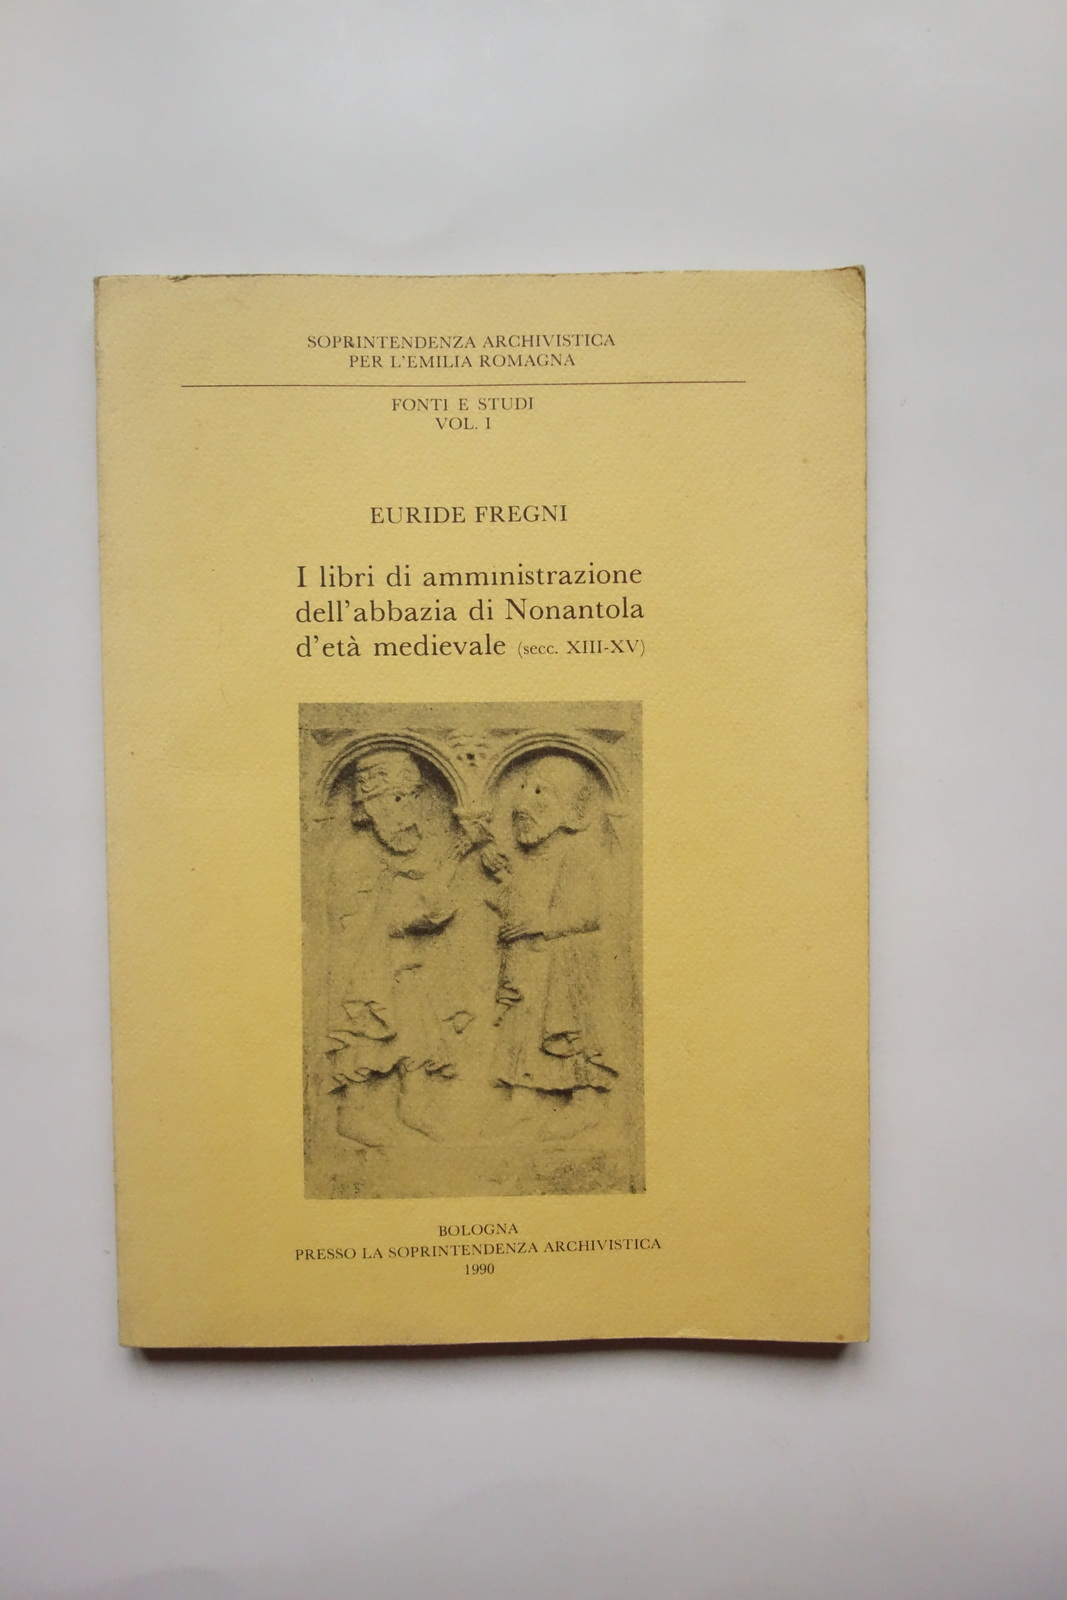 SOPRINTENDENZA ARCHIVISTICA
PER L'EMILIA ROMAGNA
FONTI E STUDI
VOL. I
EURIDE FREGNI
I libri di amministrazione
dell'abbazia di Nonantola
d'età medievale (secc. XIII-XV)
BOLOGNA
PRESSO LA SOPRINTENDENZA ARCHIVISTICA
1990